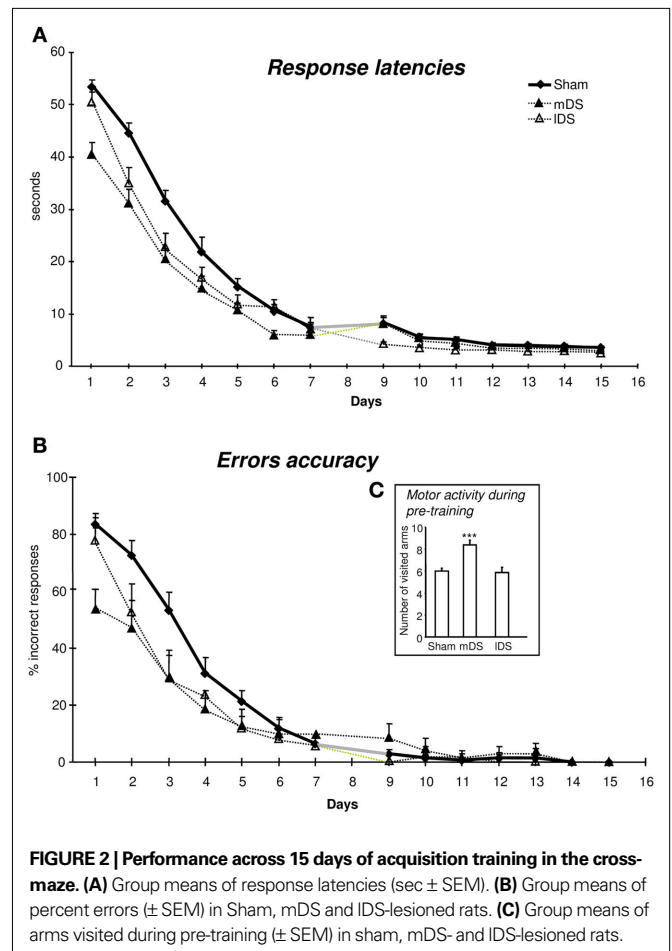 A
Response latencies
60
50
40
30
20
10
0
seconds
Sham
mDS
lDS
1 2 3 4 5 6 7 8 9 10 11 12 13 14 15 16
Days
B
Errors accuracy
100
80
60
40
20
0
% incorrect responses
C
Motor activity during
pre-training
10
8
6
4
2
0
Number of visited arms
***
Sham mDS lDS
1 2 3 4 5 6 7 8 9 10 11 12 13 14 15 16
Days
FIGURE 2 | Performance across 15 days of acquisition training in the cross-
maze. (A) Group means of response latencies (sec ± SEM). (B) Group means of
percent errors (± SEM) in Sham, mDS and lDS-lesioned rats. (C) Group means of
arms visited during pre-training (± SEM) in sham, mDS- and lDS-lesioned rats.